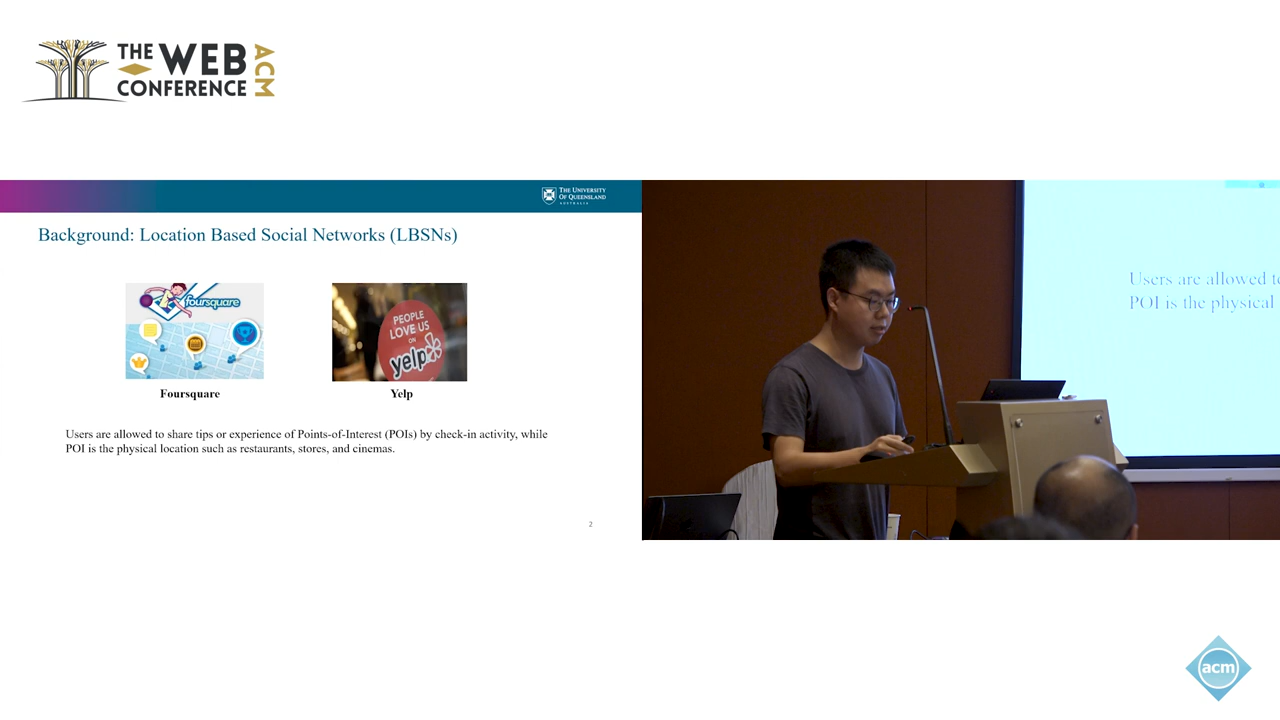 THE WEB
CONFERENCE
ACM
THE UNIVERSITY
OF QUEENSLAND
AUSTRALIA
Background: Location Based Social Networks (LBSNs)
foursquare
PEOPLE
LOVE US
ON
yelp
Foursquare
Yelp
Users are allowed to share tips or experience of Points-of-Interest (POIs) by check-in activity, while
POI is the physical location such as restaurants, stores, and cinemas.
2
Users are allowed to
POI is the physical
acm